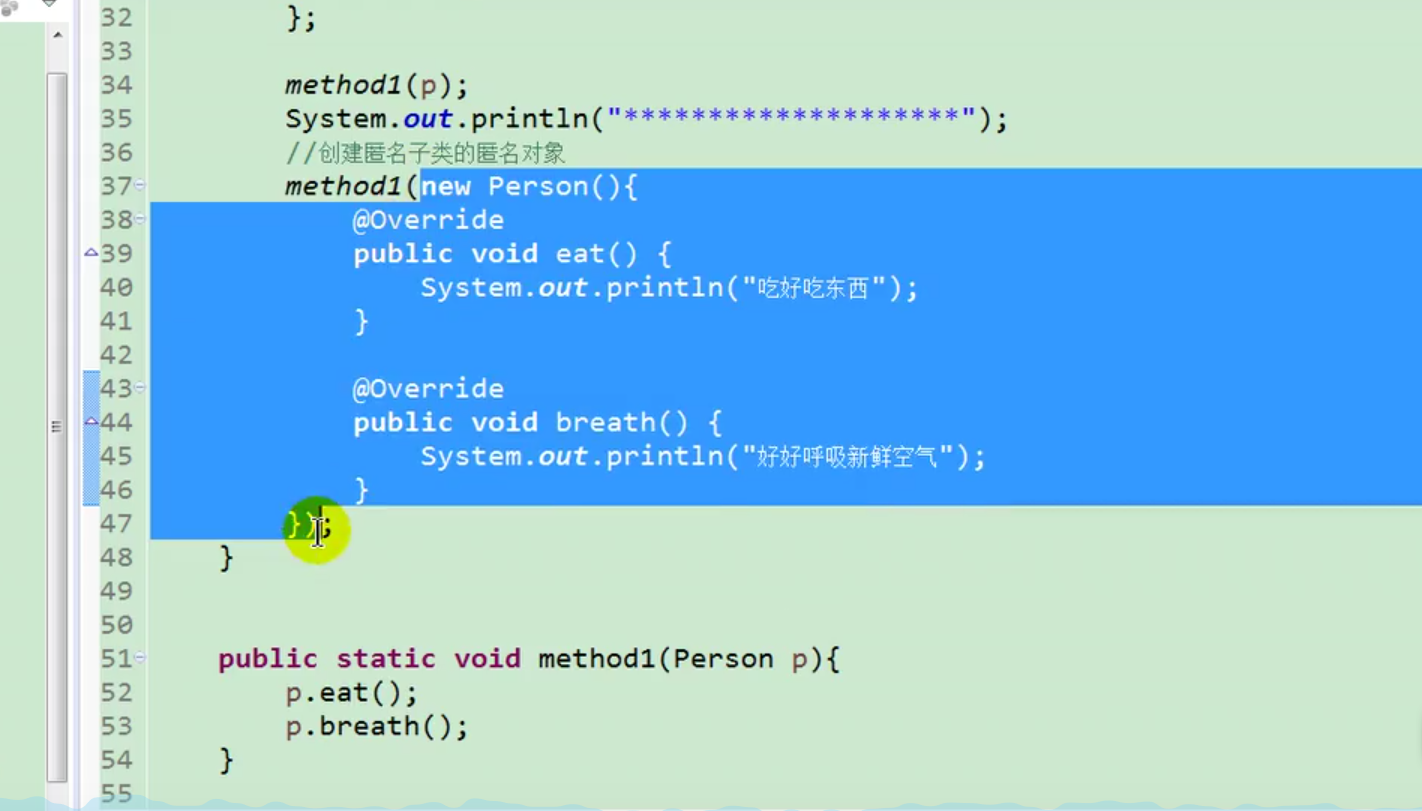 32 };
33
34 method1(p);
35 System.out.println("********************");
36 //创建匿名子类的匿名对象
37 method1(new Person(){
38 @Override
39 public void eat() {
40 System.out.println("吃好吃东西");
41 }
42
43 @Override
44 public void breath() {
45 System.out.println("好好呼吸新鲜空气");
46 }
47 });
48 }
49
50
51 public static void method1(Person p){
52 p.eat();
53 p.breath();
54 }
55